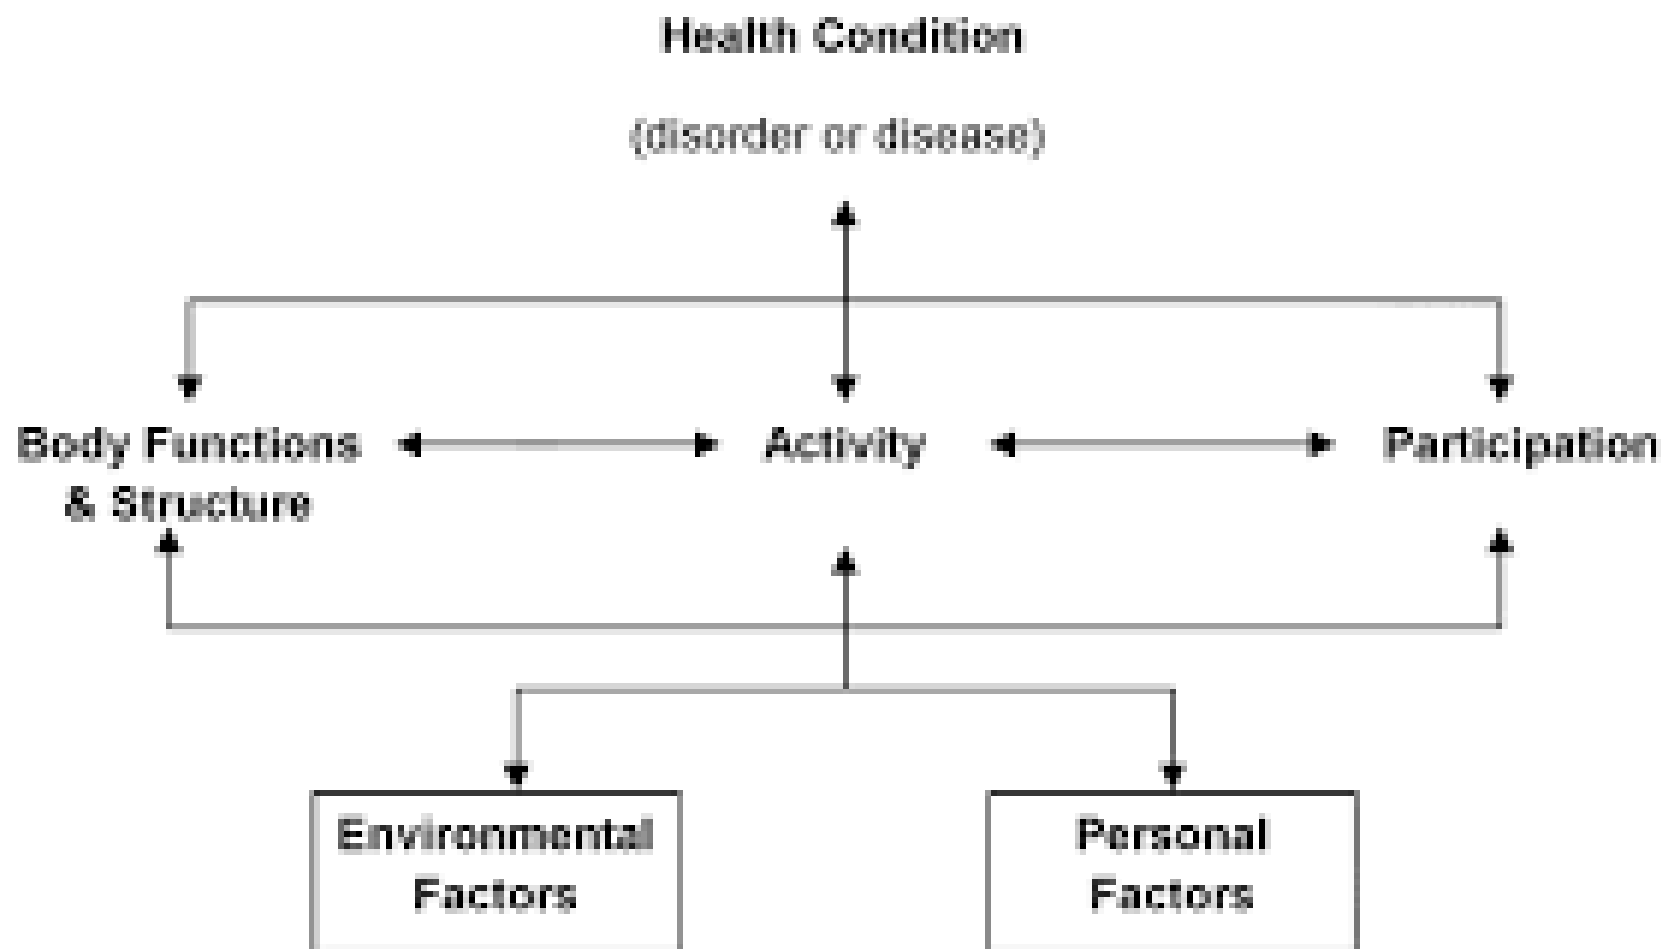 Health Condition
(disorder or disease)
Body Functions
& Structure
Activity
Participation
Environmental
Factors
Personal
Factors